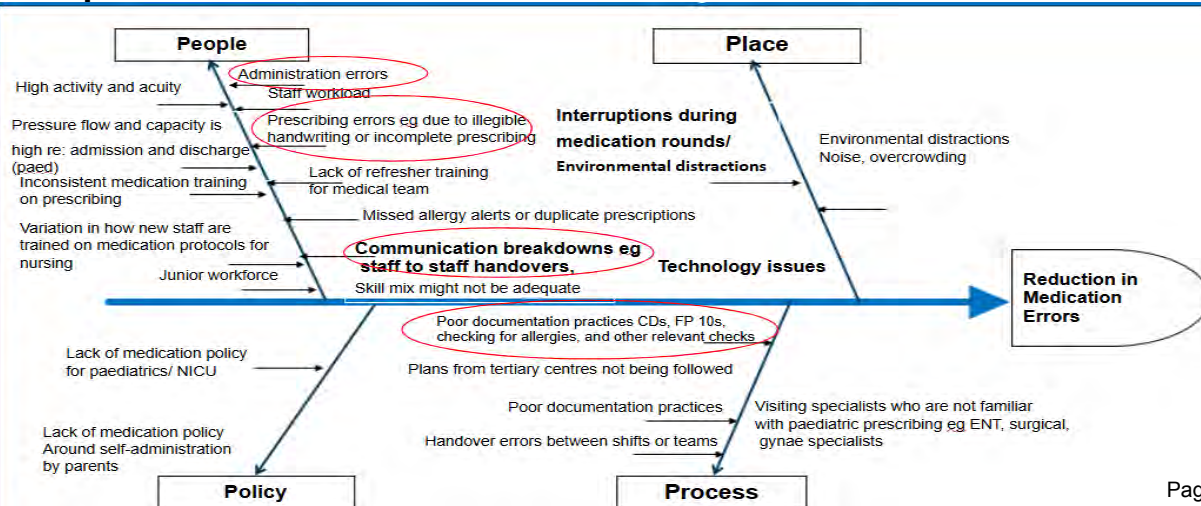 People
Place
Administration errors
High activity and acuity
Staff workload
Prescribing errors eg due to illegible
handwriting or incomplete prescribing
Pressure flow and capacity is
high re: admission and discharge
(paed)
Inconsistent medication training
on prescribing
Lack of refresher training
for medical team
Missed allergy alerts or duplicate prescriptions
Variation in how new staff are
trained on medication protocols for
nursing
Communication breakdowns eg
staff to staff handovers,
Junior workforce
Skill mix might not be adequate
Interruptions during
medication rounds/
Environmental distractions
Environmental distractions
Noise, overcrowding
Technology issues
Reduction in
Medication
Errors
Poor documentation practices CDs, FP 10s,
checking for allergies, and other relevant checks
Lack of medication policy
for paediatrics/ NICU
Plans from tertiary centres not being followed
Poor documentation practices
Visiting specialists who are not familiar
with paediatric prescribing eg ENT, surgical,
gynae specialists
Handover errors between shifts or teams
Lack of medication policy
Around self-administration
by parents
Policy
Process
Pag